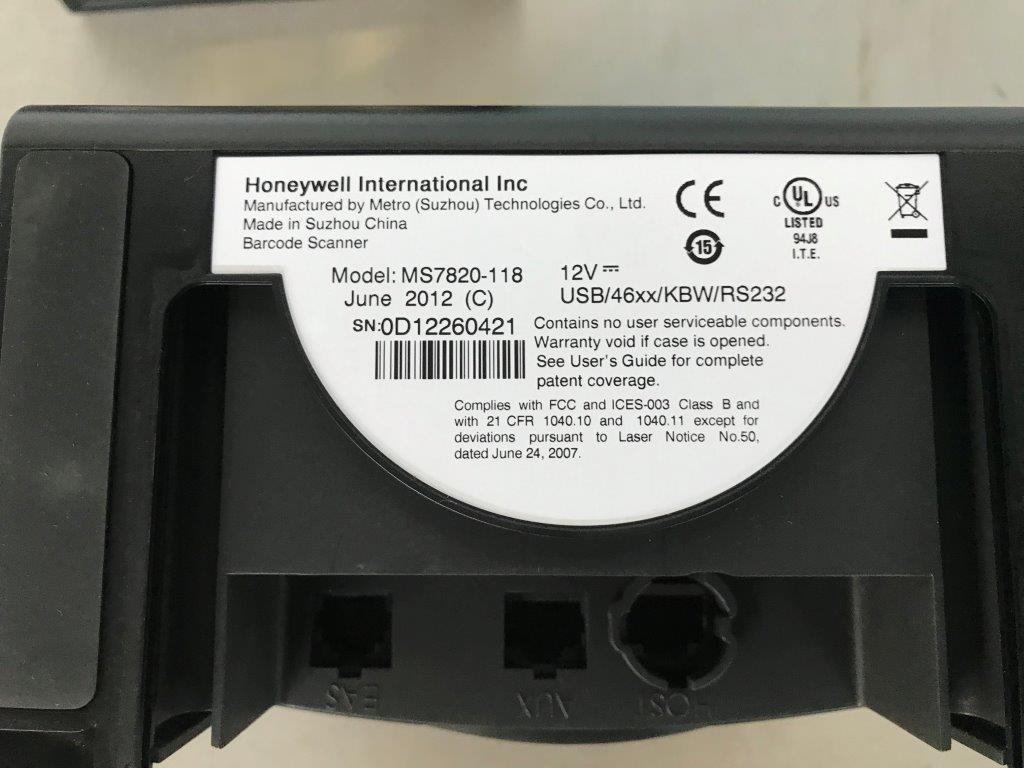 Honeywell International Inc
Manufactured by Metro (Suzhou) Technologies Co., Ltd.
Made in Suzhou China
Barcode Scanner
CE
15
C UL US
LISTED
94J8
I.T.E.
Model: MS7820-118
June 2012 (C)
SN:0D12260421
12V
USB/46xx/KBW/RS232
Contains no user serviceable components.
Warranty void if case is opened.
See User's Guide for complete
patent coverage.
Complies with FCC and ICES-003 Class B and
with 21 CFR 1040.10 and 1040.11 except for
deviations pursuant to Laser Notice No.50,
dated June 24, 2007.
EAS
AUX
HOST